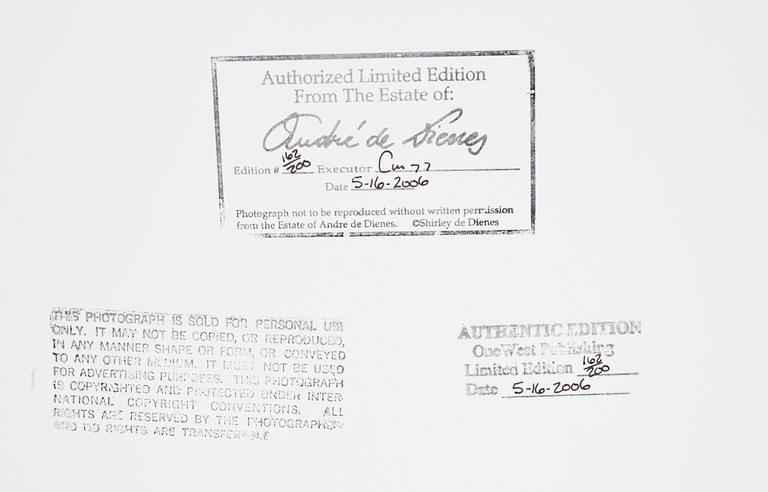 Authorized Limited Edition
From The Estate of:
André de Dienes
Edition # 162/200 Executor
Date 5-16-2006
Photograph not to be reproduced without written permission
from the Estate of Andre de Dienes. ©Shirley de Dienes
THIS PHOTOGRAPH IS SOLD FOR PERSONAL USE
ONLY. IT MAY NOT BE COPIED, OR REPRODUCED,
IN ANY MANNER SHAPE OR FORM, OR CONVEYED
TO ANY OTHER MEDIUM. IT MUST NOT BE USED
FOR ADVERTISING PURPOSES. THIS PHOTOGRAPH
IS COPYRIGHTED AND PROTECTED UNDER INTER-
NATIONAL COPYRIGHT CONVENTIONS. ALL
RIGHTS ARE RESERVED BY THE PHOTOGRAPHER
AND NO RIGHTS ARE TRANSFERABLE
AUTHENTIC EDITION
OneWest Publishing
Limited Edition 162/200
Date 5-16-2006